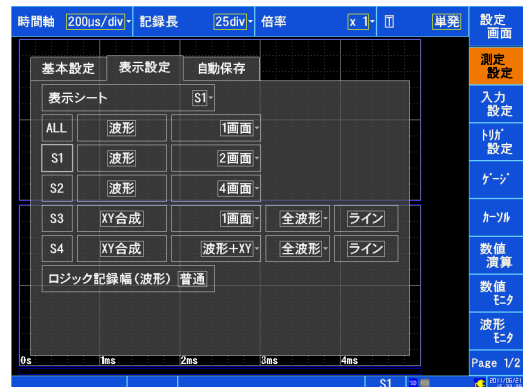 時間軸 200μs/div 記録長 25div 倍率 x 1 T 単発
設定
画面
測定
設定
入力
設定
トリガ
設定
ゲージ
カーソル
数値
演算
数値
モニタ
波形
モニタ
Page 1/2
基本設定 表示設定 自動保存
表示シート S1
ALL 波形 1画面
S1 波形 2画面
S2 波形 4画面
S3 XY合成 1画面 全波形 ライン
S4 XY合成 波形+XY 全波形 ライン
ロジック記録幅(波形) 普通
0s 1ms 2ms 3ms 4ms
S1